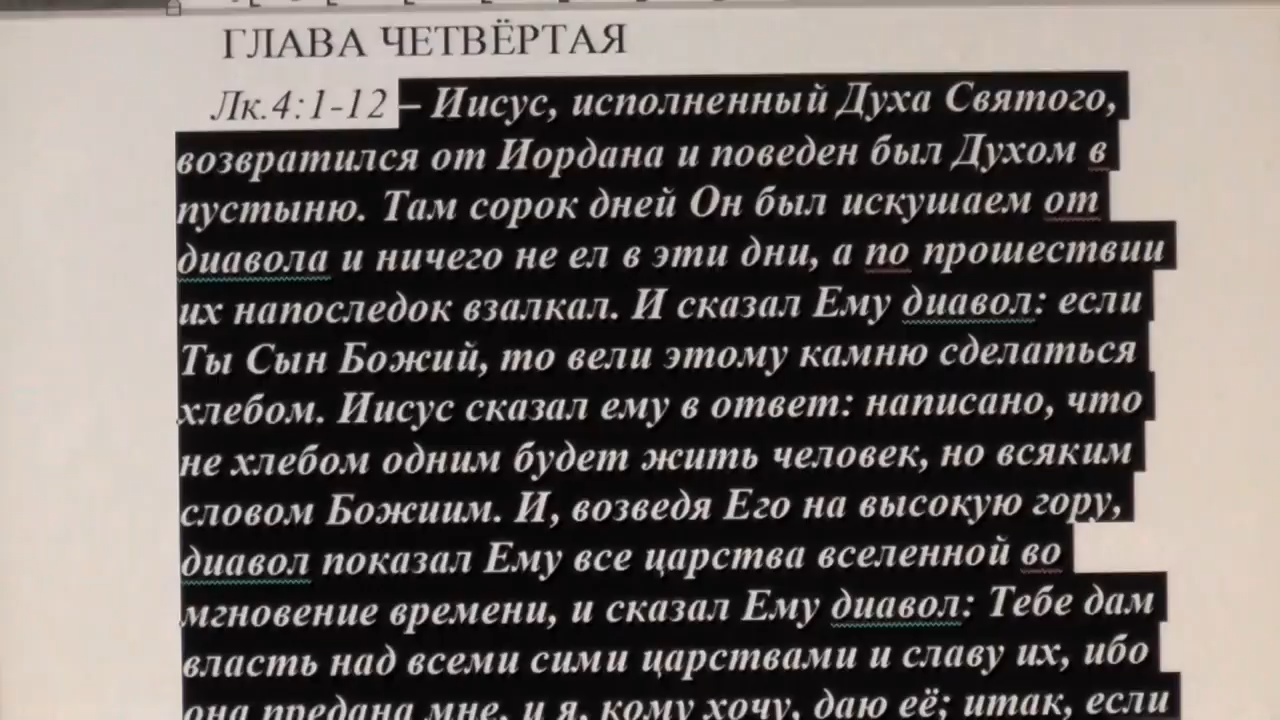 ГЛАВА ЧЕТВЁРТАЯ
Лк.4:1-12 – Иисус, исполненный Духа Святого,
возвратился от Иордана и поведен был Духом в
пустыню. Там сорок дней Он был искушаем от
диавола и ничего не ел в эти дни, а по прошествии
их напоследок взалкал. И сказал Ему диавол: если
Ты Сын Божий, то вели этому камню сделаться
хлебом. Иисус сказал ему в ответ: написано, что
не хлебом одним будет жить человек, но всяким
словом Божиим. И, возведя Его на высокую гору,
диавол показал Ему все царства вселенной во
мгновение времени, и сказал Ему диавол: Тебе дам
власть над всеми сими царствами и славу их, ибо
она предана мне, и я, кому хочу, даю её; итак, если